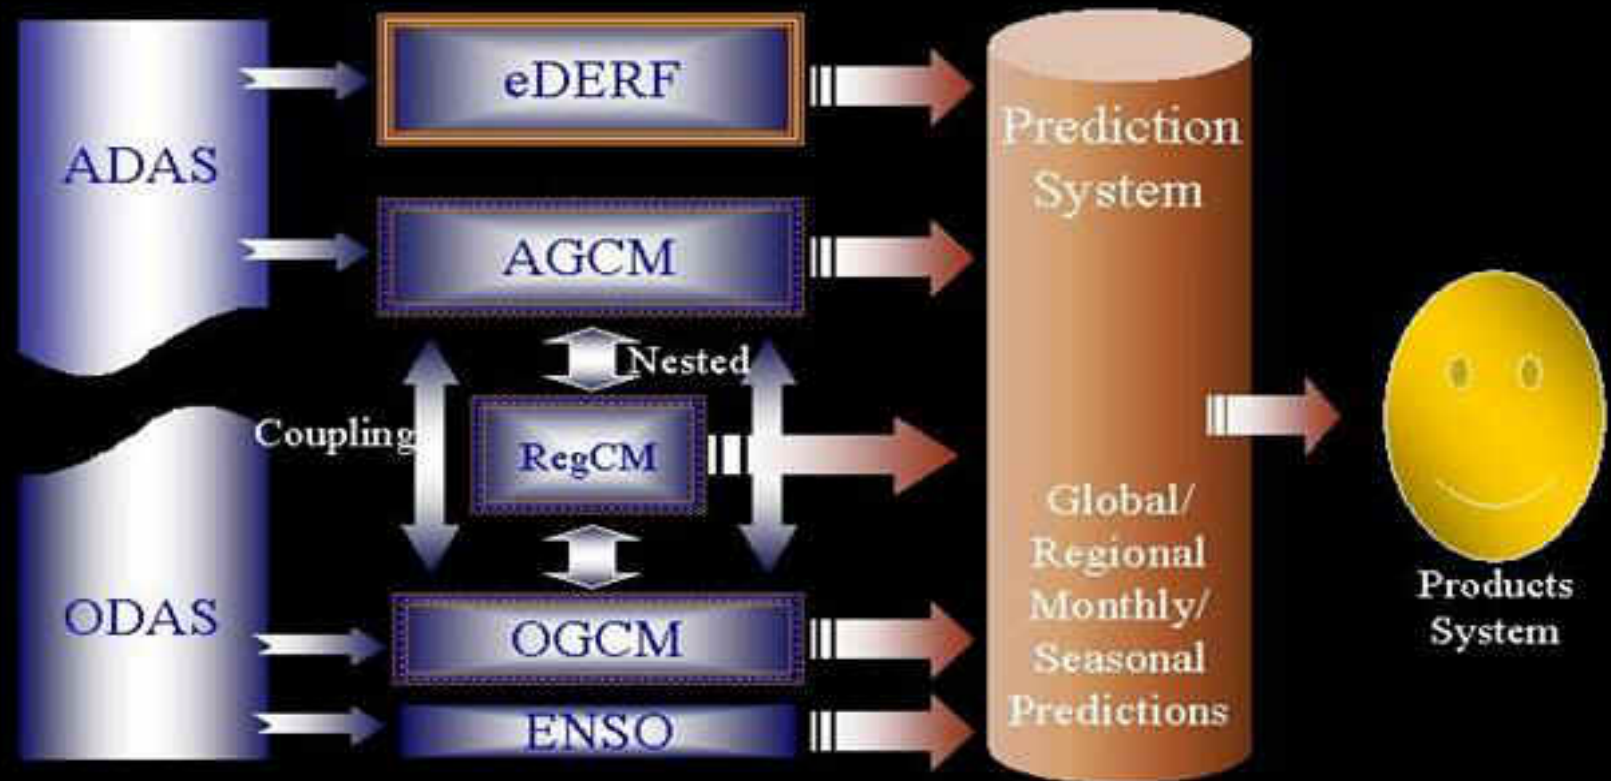 ADAS
eDERF
AGCM
Nested
Coupling
RegCM
ODAS
OGCM
ENSO
Prediction
System
Global/
Regional
Monthly/
Seasonal
Predictions
Products
System